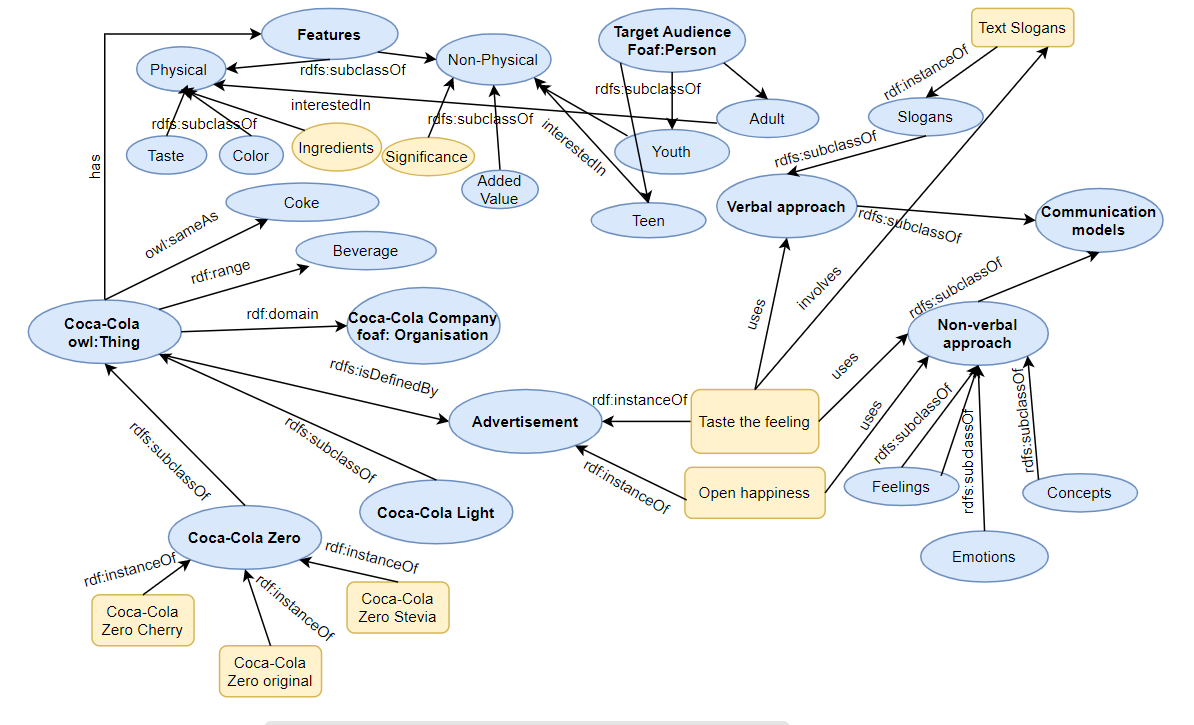 Features
Target Audience
Foaf:Person
Text Slogans
Physical
rdfs:subclassOf
Non-Physical
rdf:instanceOf
rdfs:subclassOf
interestedIn
rdfs:subclassOf
Adult
Slogans
rdfs:subclassOf
interestedIn
Taste
Color
Ingredients
Significance
Youth
rdfs:subclassOf
has
Added
Value
Coke
Teen
Verbal approach
rdfs:subclassOf
Communication
models
owl:sameAs
Beverage
rdf:range
involves
rdfs:subclassOf
uses
Coca-Cola
owl:Thing
rdf:domain
Coca-Cola Company
foaf: Organisation
Non-verbal
approach
rdfs:isDefinedBy
uses
rdf:instanceOf
Advertisement
Taste the feeling
uses
rdfs:subclassOf
rdfs:subclassOf
rdfs:subclassOf
rdfs:subclassOf
rdfs:subclassOf
rdf:instanceOf
Open happiness
Feelings
Concepts
Coca-Cola Light
Coca-Cola Zero
Emotions
rdf:instanceOf
rdf:instanceOf
rdf:instanceOf
Coca-Cola
Zero Cherry
Coca-Cola
Zero Stevia
Coca-Cola
Zero original